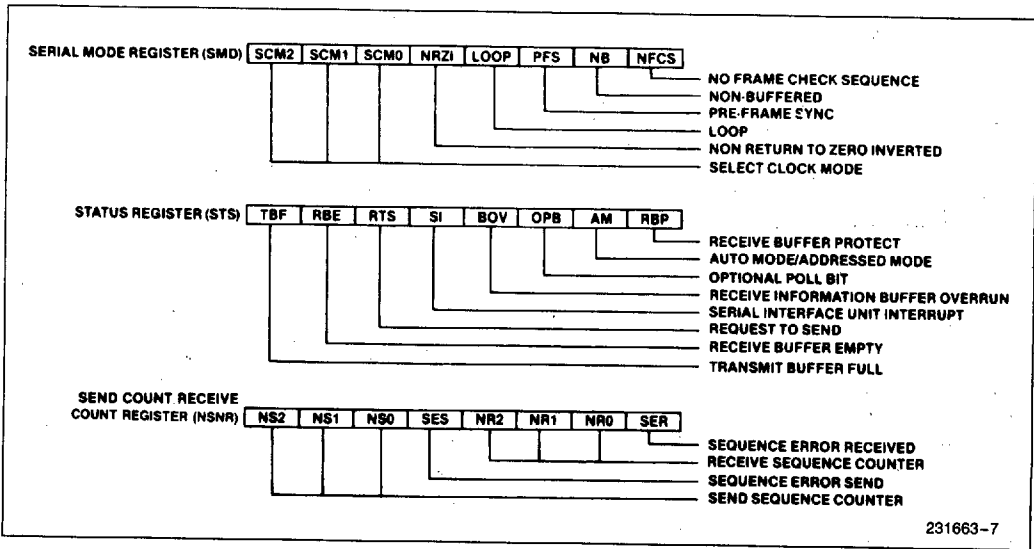 SERIAL MODE REGISTER (SMD) SCM2 SCM1 SCM0 NRZI LOOP PFS NB NFCS
NO FRAME CHECK SEQUENCE
NON-BUFFERED
PRE-FRAME SYNC
LOOP
NON RETURN TO ZERO INVERTED
SELECT CLOCK MODE
STATUS REGISTER (STS) TBF RBE RTS SI BOV OPB AM RBP
RECEIVE BUFFER PROTECT
AUTO MODE/ADDRESSED MODE
OPTIONAL POLL BIT
RECEIVE INFORMATION BUFFER OVERRUN
SERIAL INTERFACE UNIT INTERRUPT
REQUEST TO SEND
RECEIVE BUFFER EMPTY
TRANSMIT BUFFER FULL
SEND COUNT RECEIVE
COUNT REGISTER (NSNR) NS2 NS1 NS0 SES NR2 NR1 NR0 SER
SEQUENCE ERROR RECEIVED
RECEIVE SEQUENCE COUNTER
SEQUENCE ERROR SEND
SEND SEQUENCE COUNTER
231663-7